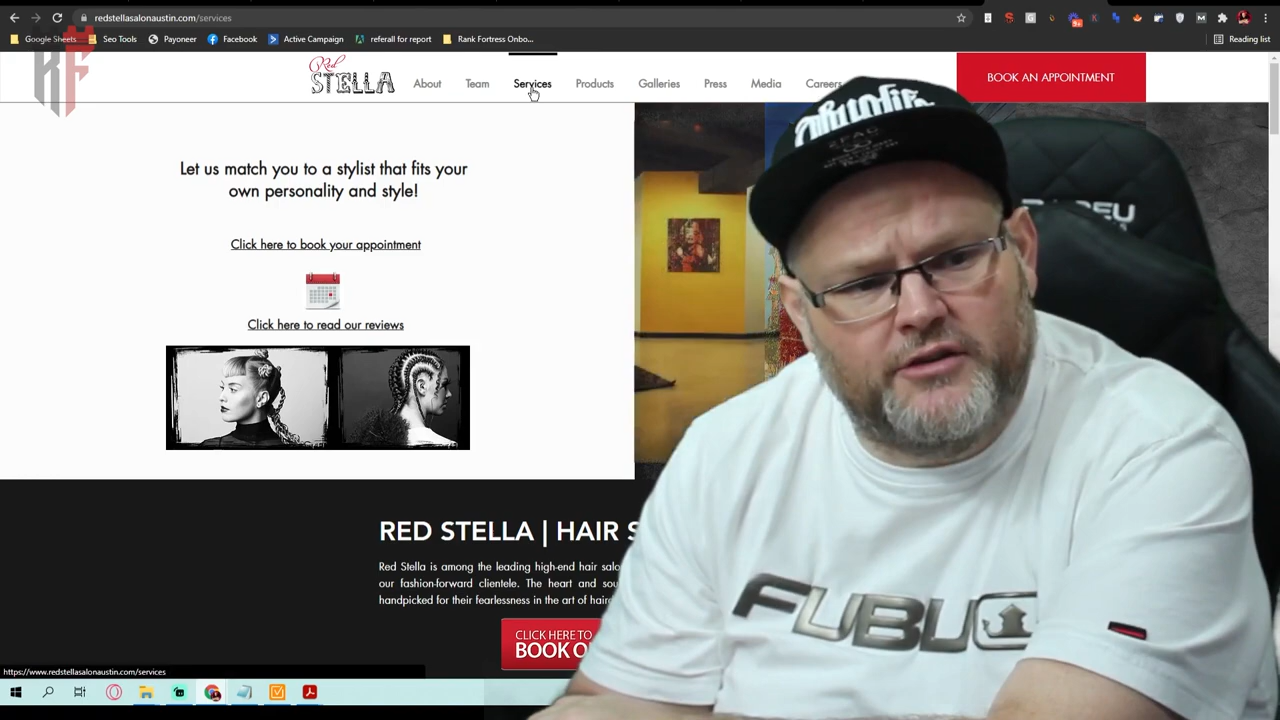 redstellasalonaustin.com/services
Google Sheets
Seo Tools
Payoneer
Facebook
Active Campaign
referall for report
Rank Fortress Onbo...
Reading list
RF
Red
STELLA
About
Team
Services
Products
Galleries
Press
Media
Careers
BOOK AN APPOINTMENT
Let us match you to a stylist that fits your
own personality and style!
Click here to book your appointment
Click here to read our reviews
RED STELLA | HAIR S
Red Stella is among the leading high-end hair salo
our fashion-forward clientele. The heart and sou
handpicked for their fearlessness in the art of haird
CLICK HERE TO
BOOK O
https://www.redstellasalonaustin.com/services
FUBU